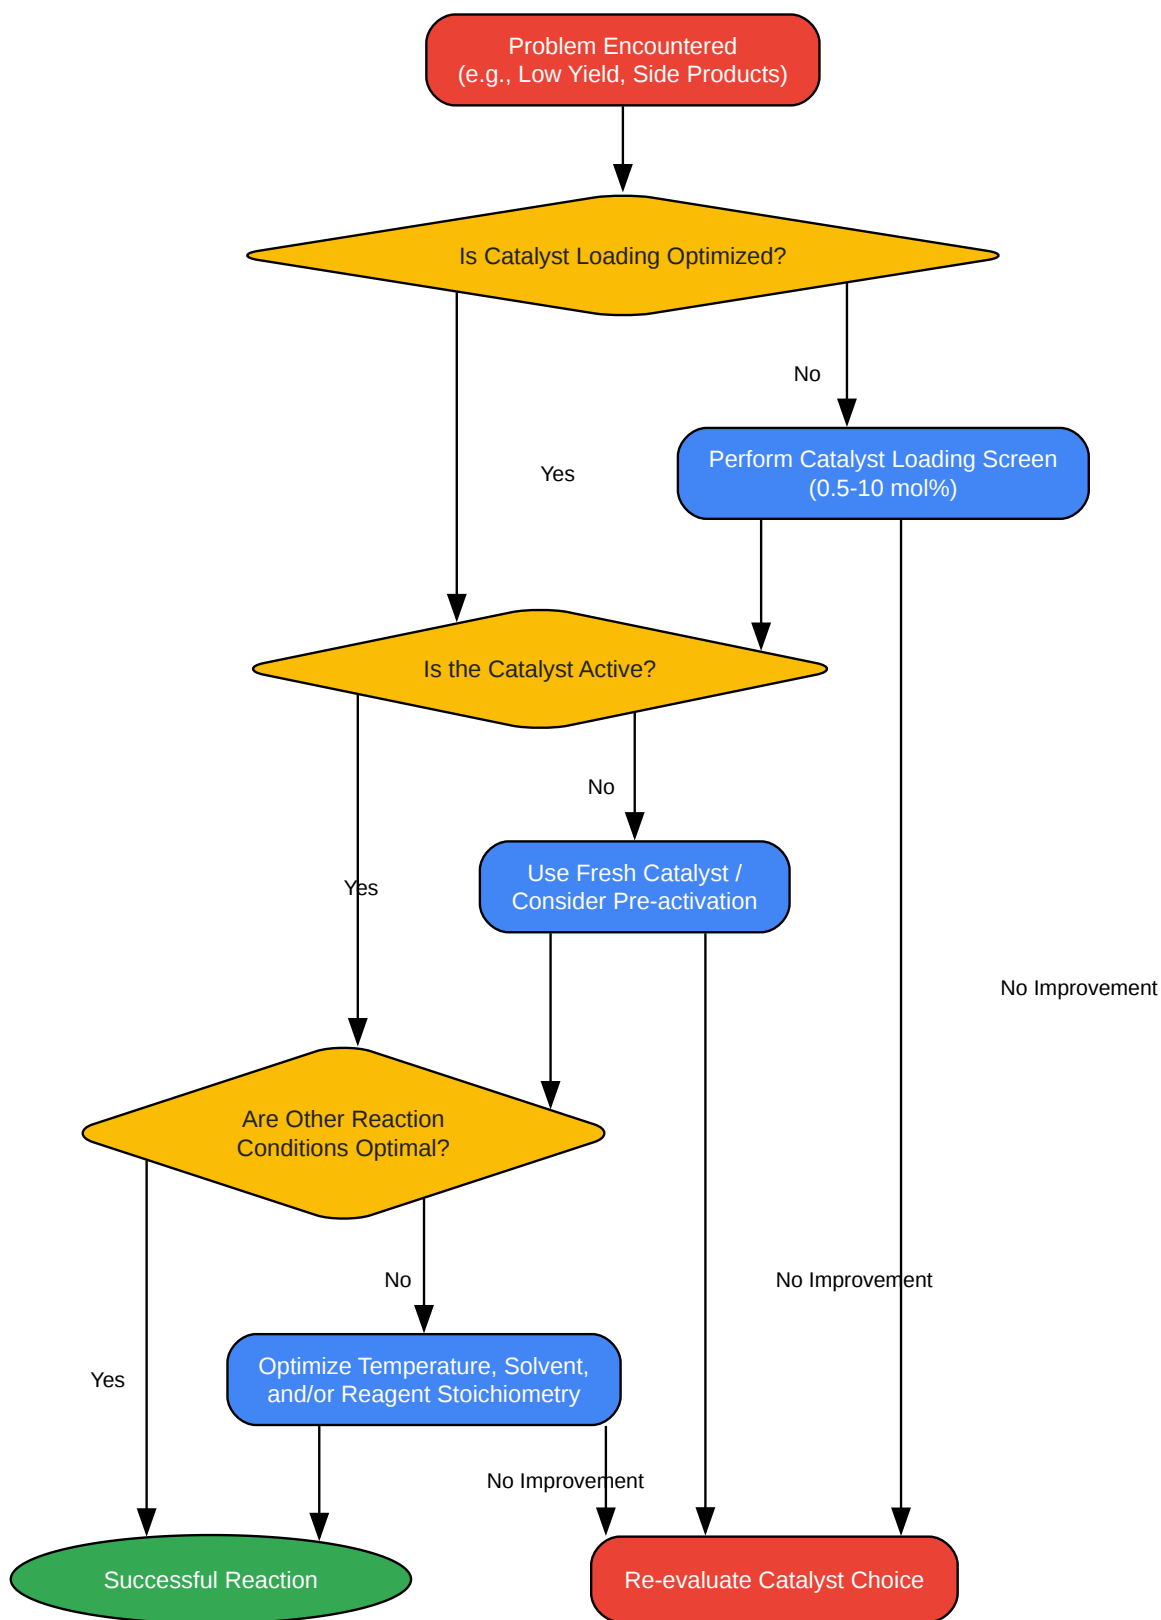 Problem Encountered
(e.g., Low Yield, Side Products)
Is Catalyst Loading Optimized?
No
Yes
Perform Catalyst Loading Screen
(0.5-10 mol%)
Is the Catalyst Active?
No
Yes
Use Fresh Catalyst /
Consider Pre-activation
No Improvement
Are Other Reaction
Conditions Optimal?
No
No Improvement
Yes
Optimize Temperature, Solvent,
and/or Reagent Stoichiometry
No Improvement
Successful Reaction
Re-evaluate Catalyst Choice